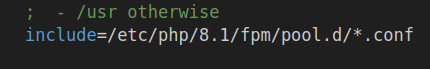 ;  - /usr otherwise
include=/etc/php/8.1/fpm/pool.d/*.conf